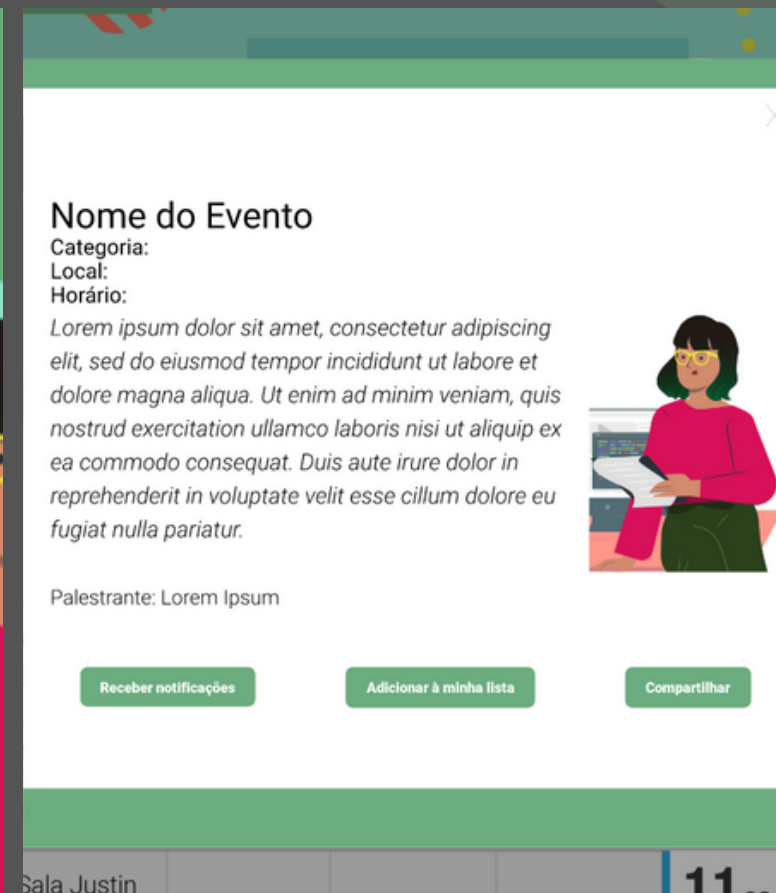 X
Nome do Evento
Categoria:
Local:
Horário:
Lorem ipsum dolor sit amet, consectetur adipiscing
elit, sed do eiusmod tempor incididunt ut labore et
dolore magna aliqua. Ut enim ad minim veniam, quis
nostrud exercitation ullamco laboris nisi ut aliquip ex
ea commodo consequat. Duis aute irure dolor in
reprehenderit in voluptate velit esse cillum dolore eu
fugiat nulla pariatur.
Palestrante: Lorem Ipsum
Receber notificações
Adicionar à minha lista
Compartilhar
Sala Justin
11